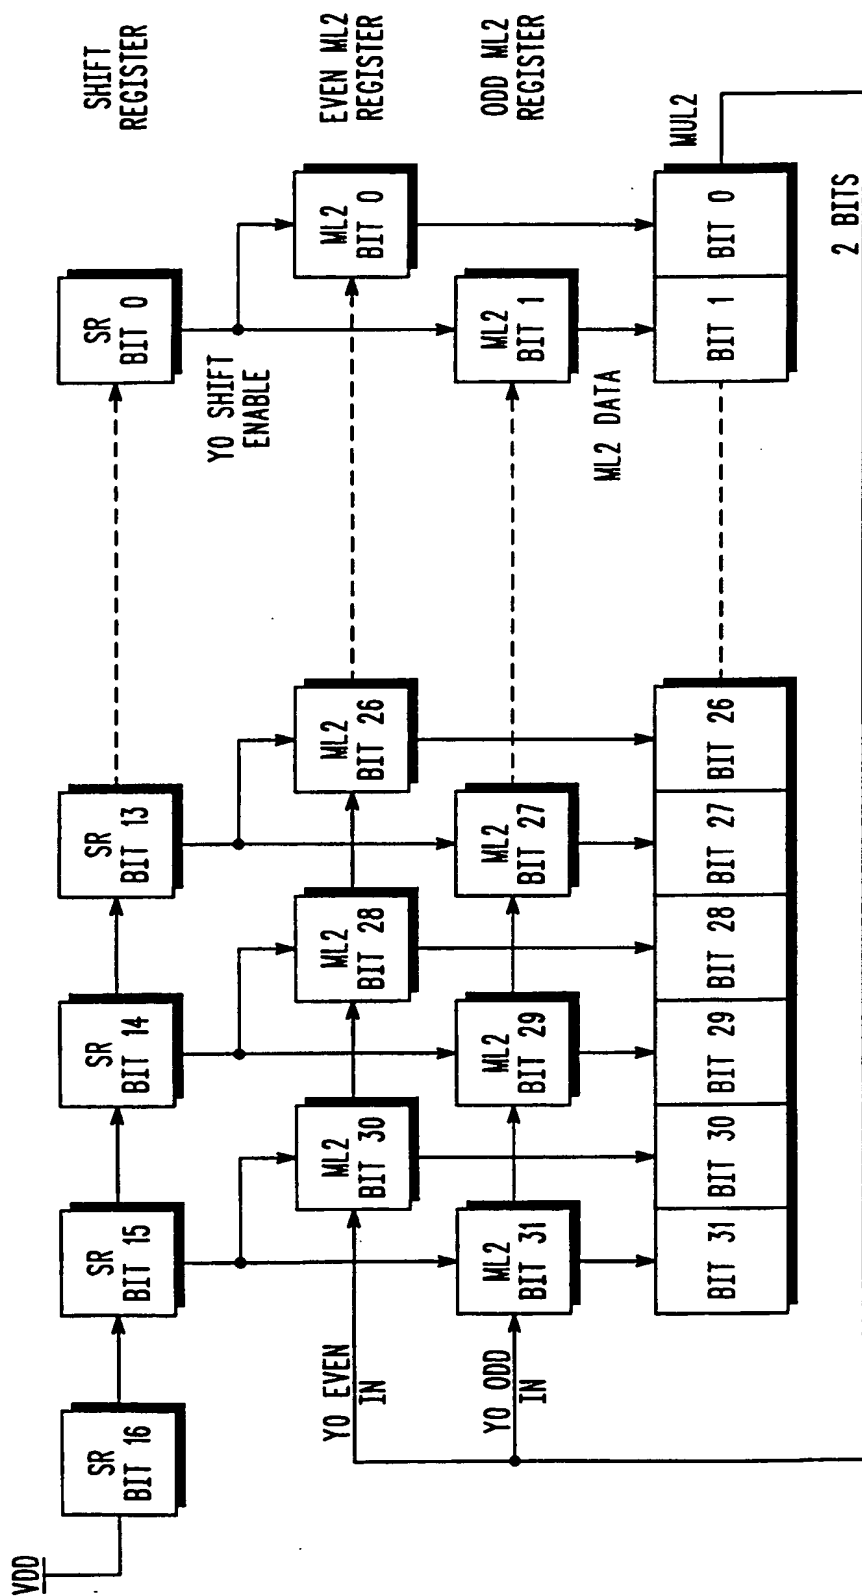 VDD
SR
BIT 16
SR
BIT 15
SR
BIT 14
SR
BIT 13
SR
BIT 0
SHIFT
REGISTER
Y0 SHIFT
ENABLE
Y0 EVEN
IN
ML2
BIT 30
ML2
BIT 28
ML2
BIT 26
ML2
BIT 0
EVEN ML2
REGISTER
Y0 ODD
IN
ML2
BIT 31
ML2
BIT 29
ML2
BIT 27
ML2
BIT 1
ODD ML2
REGISTER
ML2 DATA
BIT 31
BIT 30
BIT 29
BIT 28
BIT 27
BIT 26
BIT 1
BIT 0
MUL2
2 BITS